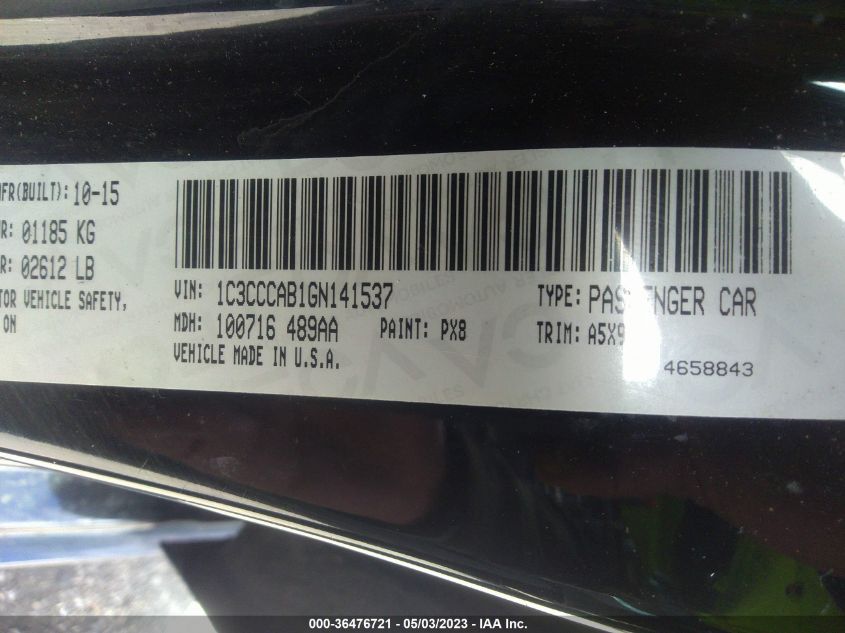 MFR(BUILT): 10-15
R: 01185 KG
R: 02612 LB
TOR VEHICLE SAFETY,
ON
VIN: 1C3CCCAB1GN141537
TYPE: PASSENGER CAR
MDH: 100716 489AA
PAINT: PX8
TRIM: A5X9
VEHICLE MADE IN U.S.A.
4658843
000-36476721 - 05/03/2023 - IAA Inc.